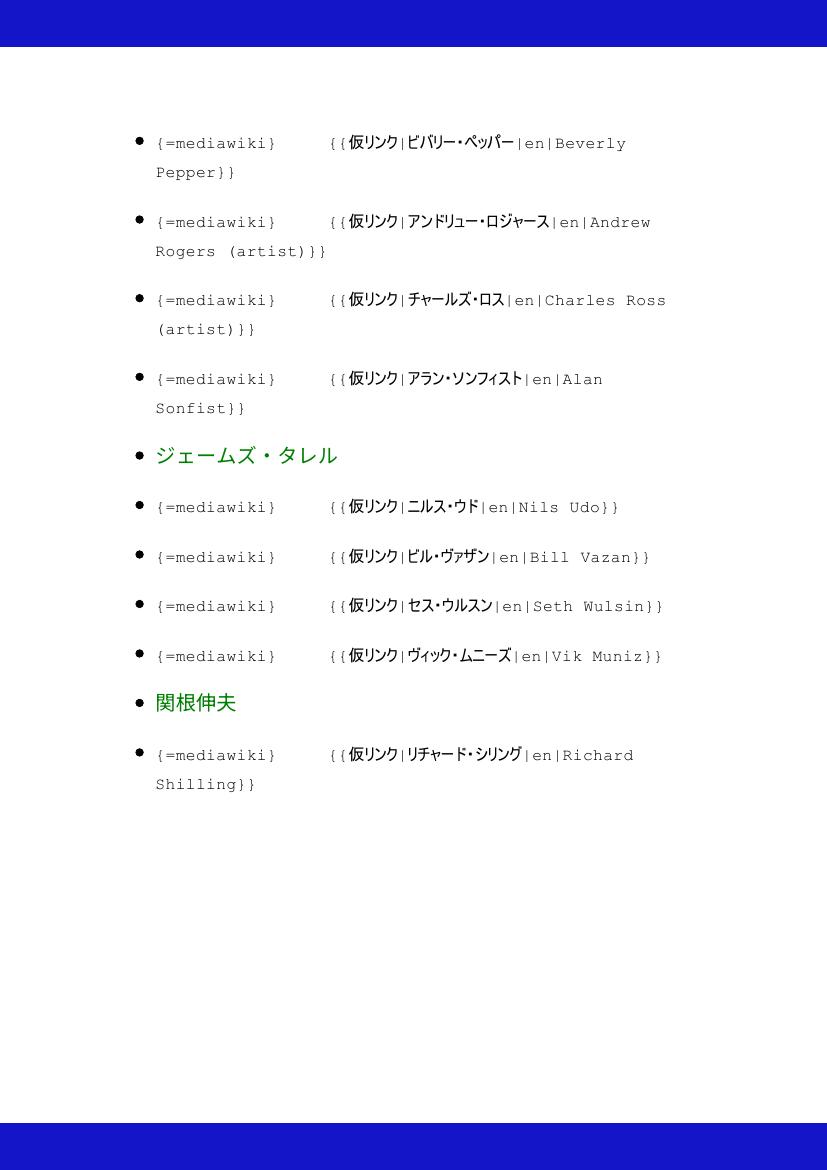 {=mediawiki} {{仮リンク|ビバリー・ペッパー|en|Beverly
Pepper}}
{=mediawiki} {{仮リンク|アンドリュー・ロジャース|en|Andrew
Rogers (artist)}}
{=mediawiki} {{仮リンク|チャールズ・ロス|en|Charles Ross
(artist)}}
{=mediawiki} {{仮リンク|アラン・ソンフィスト|en|Alan
Sonfist}}
ジェームズ・タレル
{=mediawiki} {{仮リンク|ニルス・ウド|en|Nils Udo}}
{=mediawiki} {{仮リンク|ビル・ヴァザン|en|Bill Vazan}}
{=mediawiki} {{仮リンク|セス・ウルスン|en|Seth Wulsin}}
{=mediawiki} {{仮リンク|ヴィック・ムニーズ|en|Vik Muniz}}
関根伸夫
{=mediawiki} {{仮リンク|リチャード・シリング|en|Richard
Shilling}}